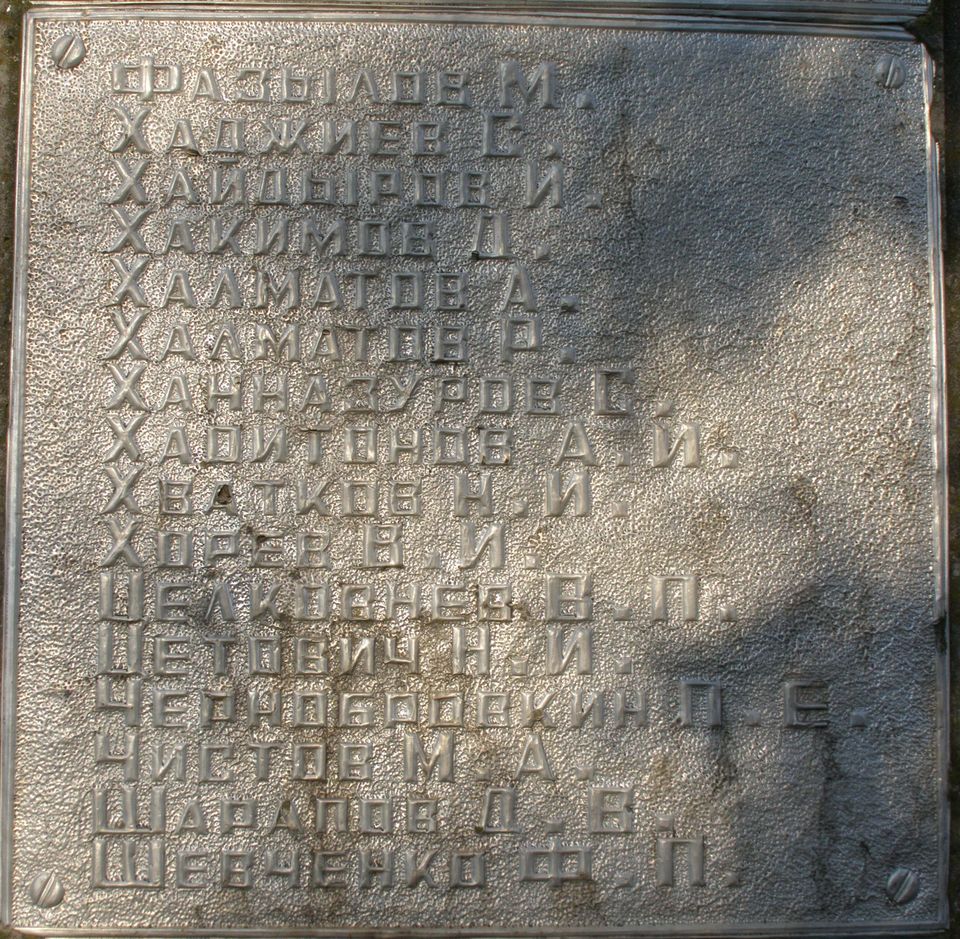 ФАЗЫЛОВ М.
ХАДЖИЕВ С.
ХАЙДЫРОВ И.
ХАКИМОВ Д.
ХАЛМАТОВ А.
ХАЛМАТОВ Р.
ХАННАЗУРОВ С.
ХАРИТОНОВ А.И.
ХВАТКОВ Н.И.
ХОРЕВ В.И.
ЦЕЛКОВНЕВ В.П.
ЦЕТОВИЧ Н.И.
ЧЕРНОБРОВКИН П.Е.
ЧИСТОВ М.А.
ШАРАПОВ Д.В.
ШЕВЧЕНКО Ф.П.